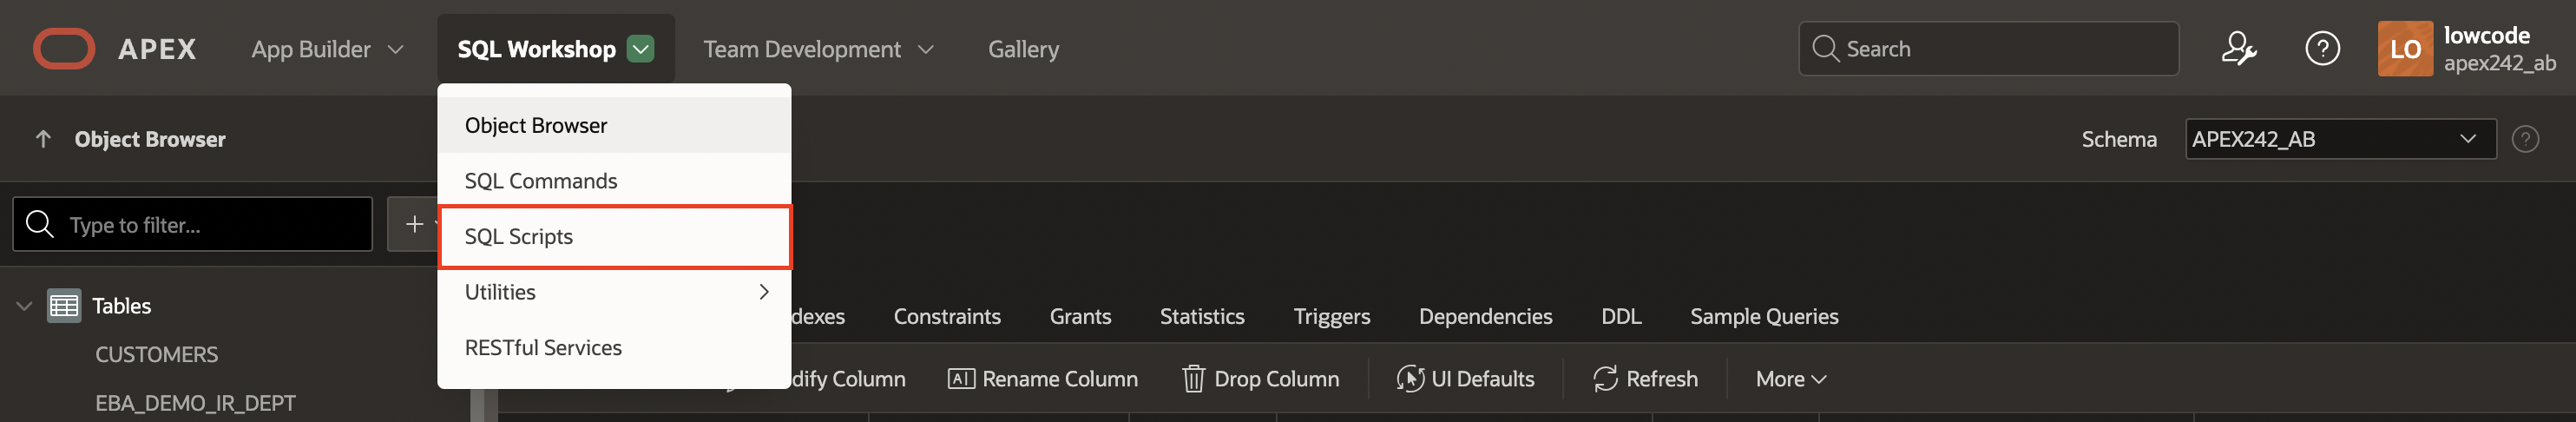 APEX
App Builder
SQL Workshop
Team Development
Gallery
Search
LO
lowcode
apex242_ab
Object Browser
Schema
APEX242_AB
Type to filter...
Object Browser
SQL Commands
SQL Scripts
Utilities
RESTful Services
Tables
CUSTOMERS
EBA_DEMO_IR_DEPT
dexes
Constraints
Grants
Statistics
Triggers
Dependencies
DDL
Sample Queries
dify Column
Rename Column
Drop Column
UI Defaults
Refresh
More